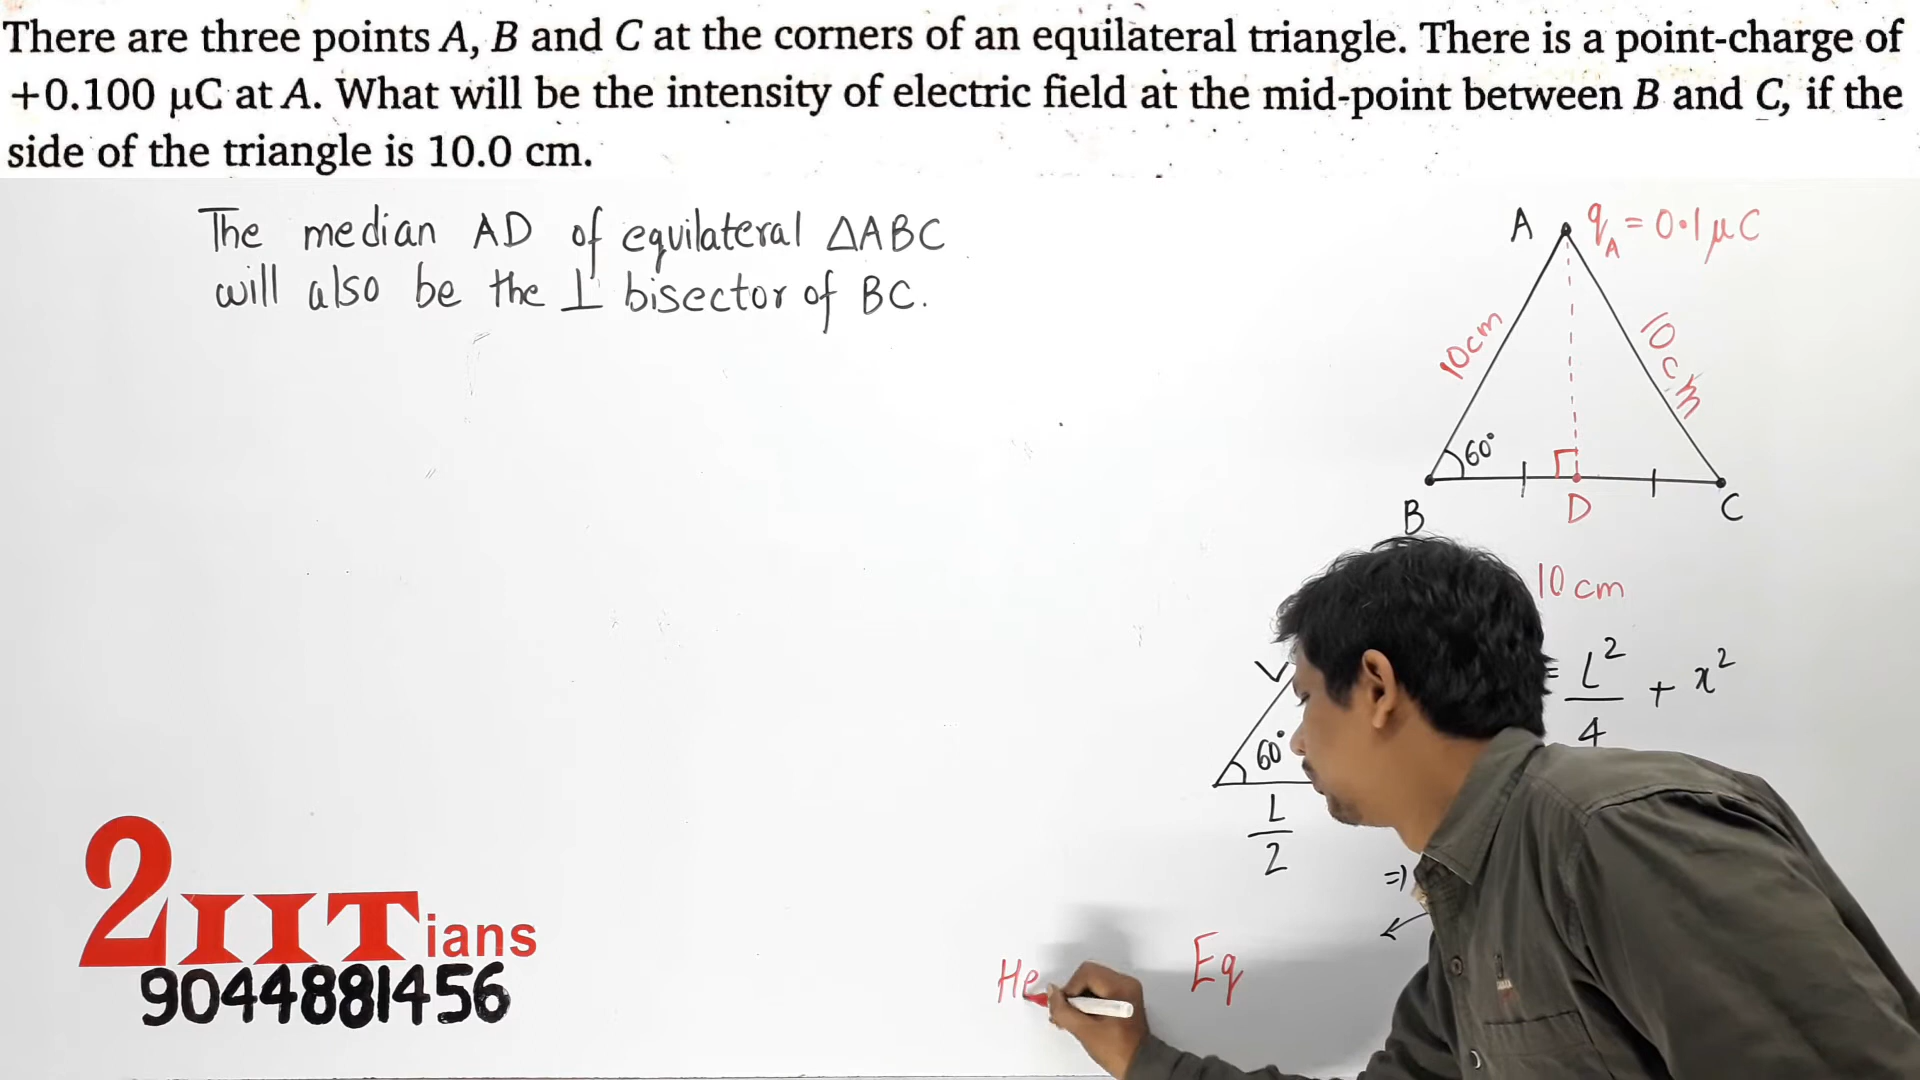 There are three points A, B and C at the corners of an equilateral triangle. There is a point-charge of
+0.100 μC at A. What will be the intensity of electric field at the mid-point between B and C, if the
side of the triangle is 10.0 cm.
The median AD of equilateral ΔABC
will also be the ⊥ bisector of BC.
A q_A = 0.1 μC
10cm
10 cm
60°
B D C
10 cm
= L²/4 + x²
60°
L/2
⇒
Eq
He
2IITians
9044881456